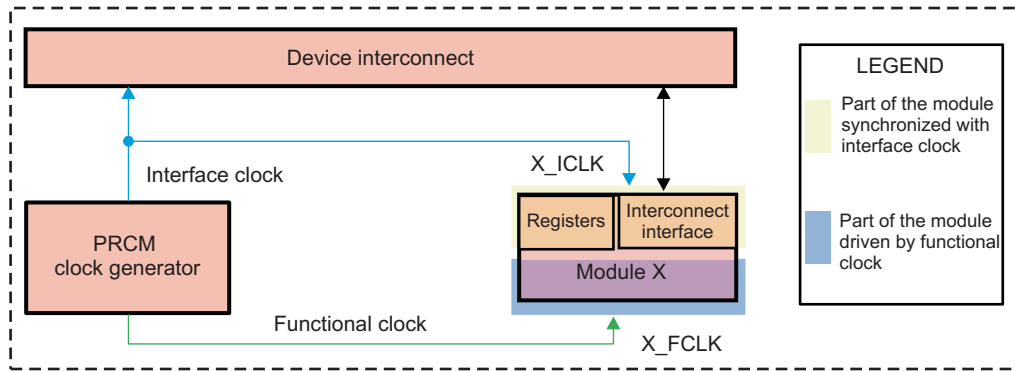 Device interconnect
LEGEND
Part of the module
synchronized with
interface clock
X_ICLK
Interface clock
Registers
Interconnect
interface
PRCM
clock generator
Module X
Part of the module
driven by functional
clock
Functional clock
X_FCLK